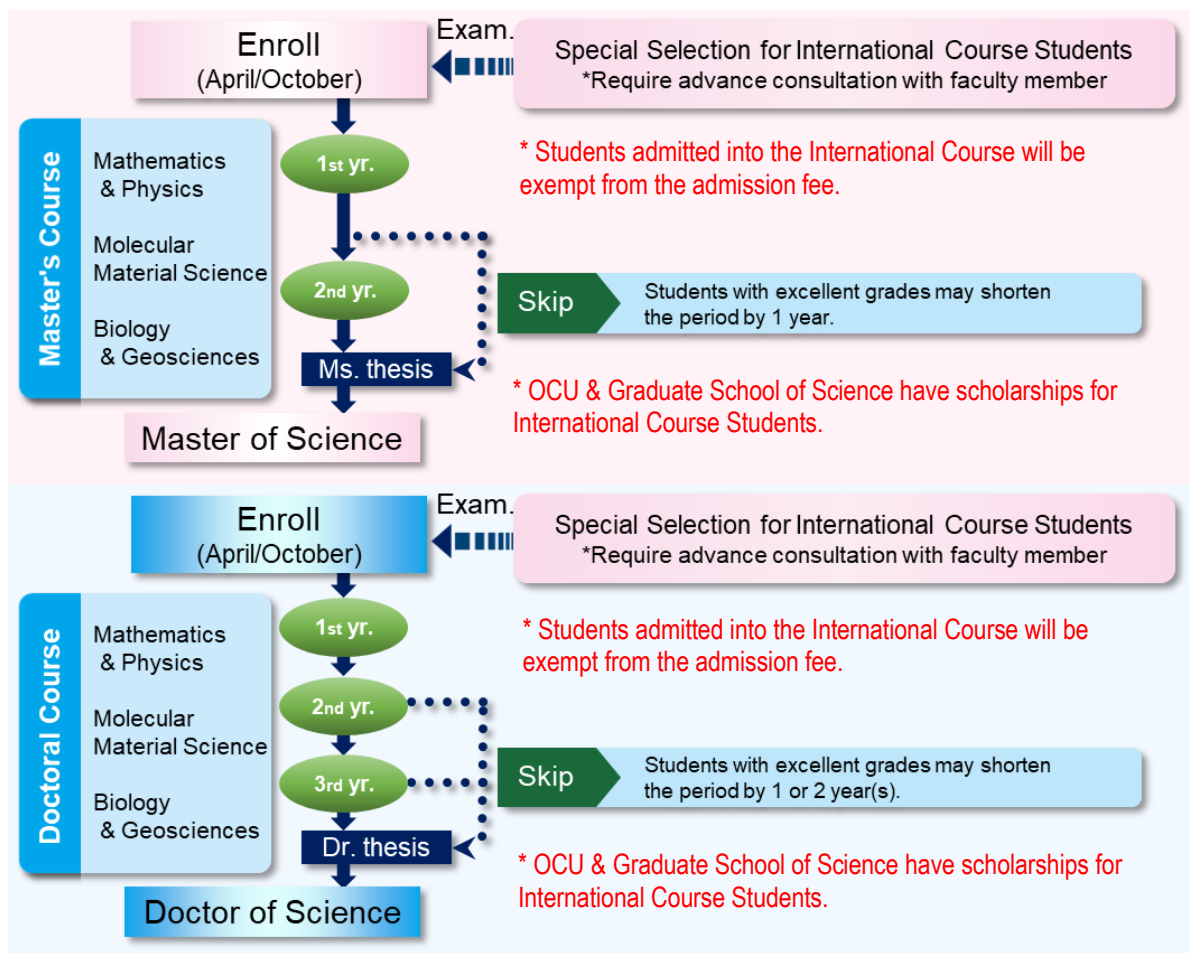 Enroll
(April/October)
Exam.
Special Selection for International Course Students
*Require advance consultation with faculty member
Master's Course
Mathematics
& Physics
Molecular
Material Science
Biology
& Geosciences
1st yr.
2nd yr.
Ms. thesis
Master of Science
* Students admitted into the International Course will be
exempt from the admission fee.
Skip
Students with excellent grades may shorten
the period by 1 year.
* OCU & Graduate School of Science have scholarships for
International Course Students.
Enroll
(April/October)
Exam.
Special Selection for International Course Students
*Require advance consultation with faculty member
Doctoral Course
Mathematics
& Physics
Molecular
Material Science
Biology
& Geosciences
1st yr.
2nd yr.
3rd yr.
Dr. thesis
Doctor of Science
* Students admitted into the International Course will be
exempt from the admission fee.
Skip
Students with excellent grades may shorten
the period by 1 or 2 year(s).
* OCU & Graduate School of Science have scholarships for
International Course Students.